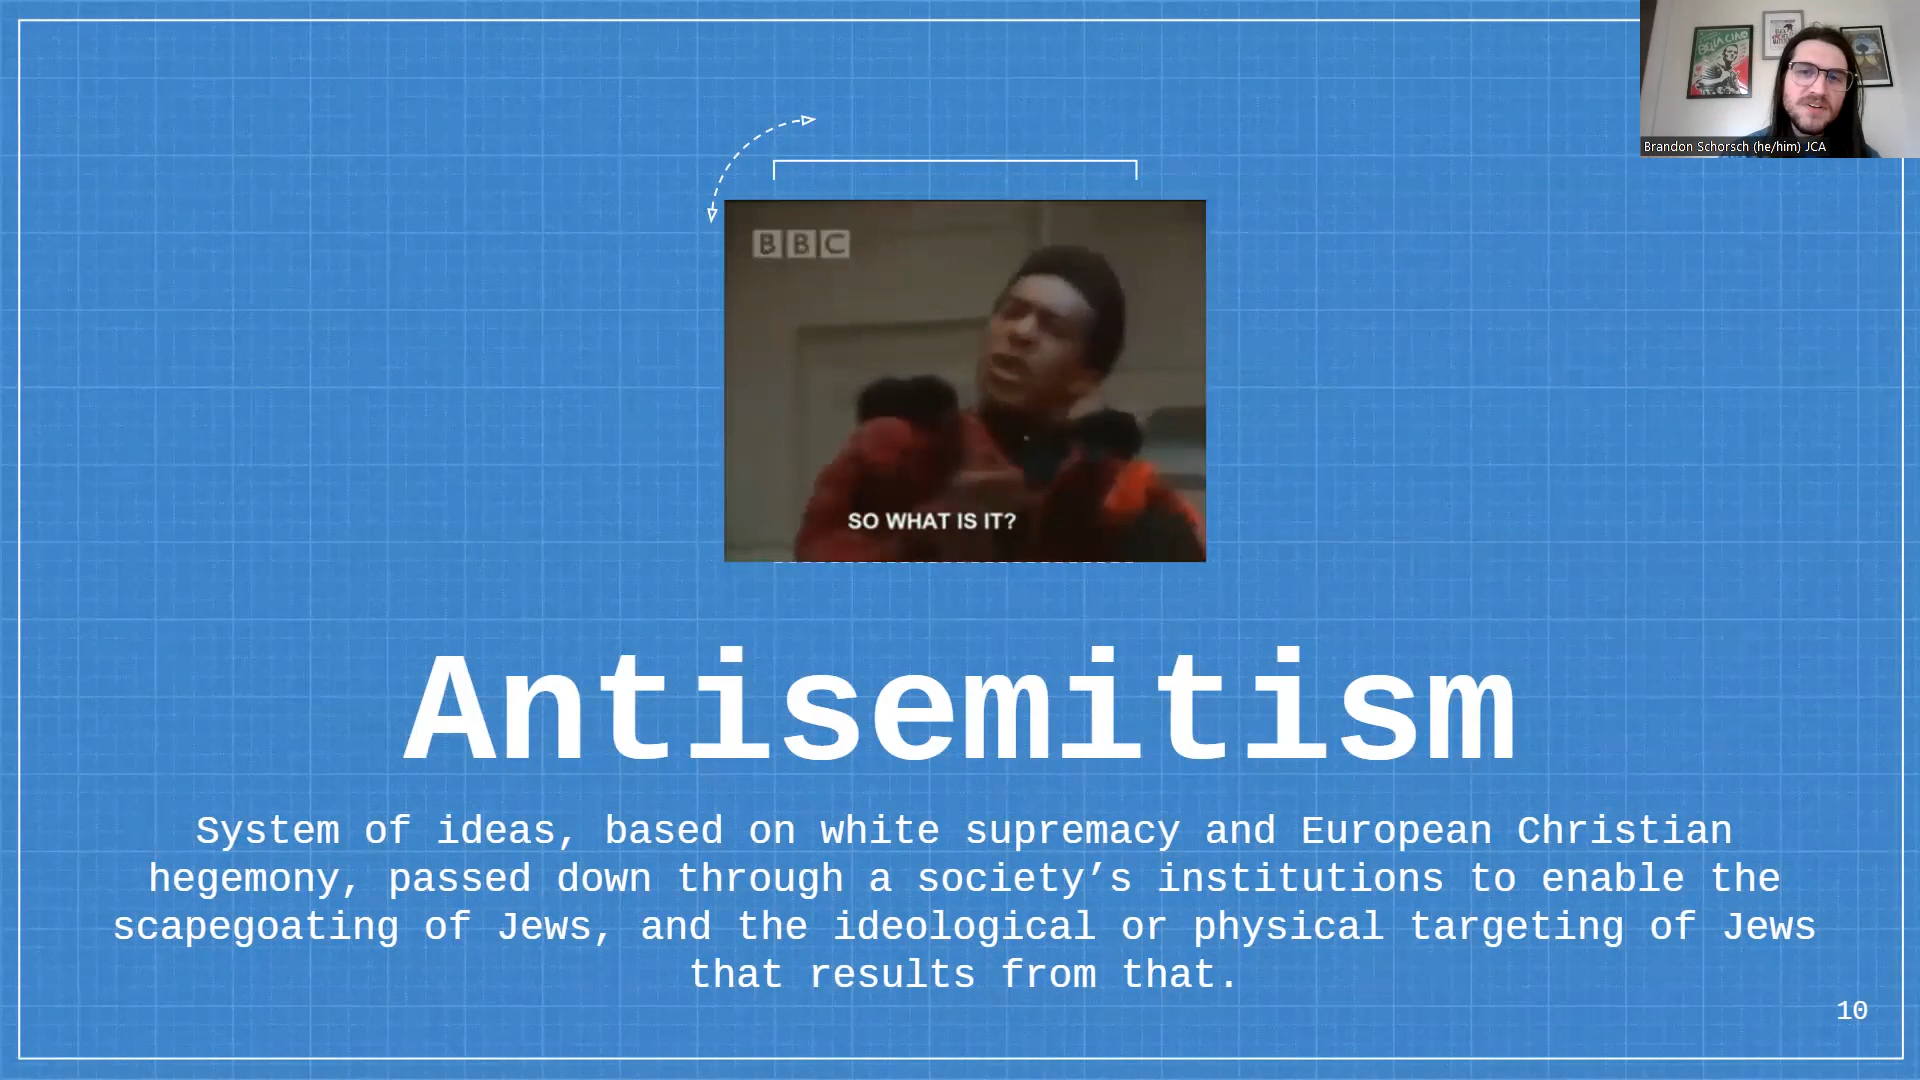 BELLA CIAO
Brandon Schorsch (he/him) JCA
BBC
SO WHAT IS IT?
Antisemitism
System of ideas, based on white supremacy and European Christian
hegemony, passed down through a society’s institutions to enable the
scapegoating of Jews, and the ideological or physical targeting of Jews
that results from that.
10